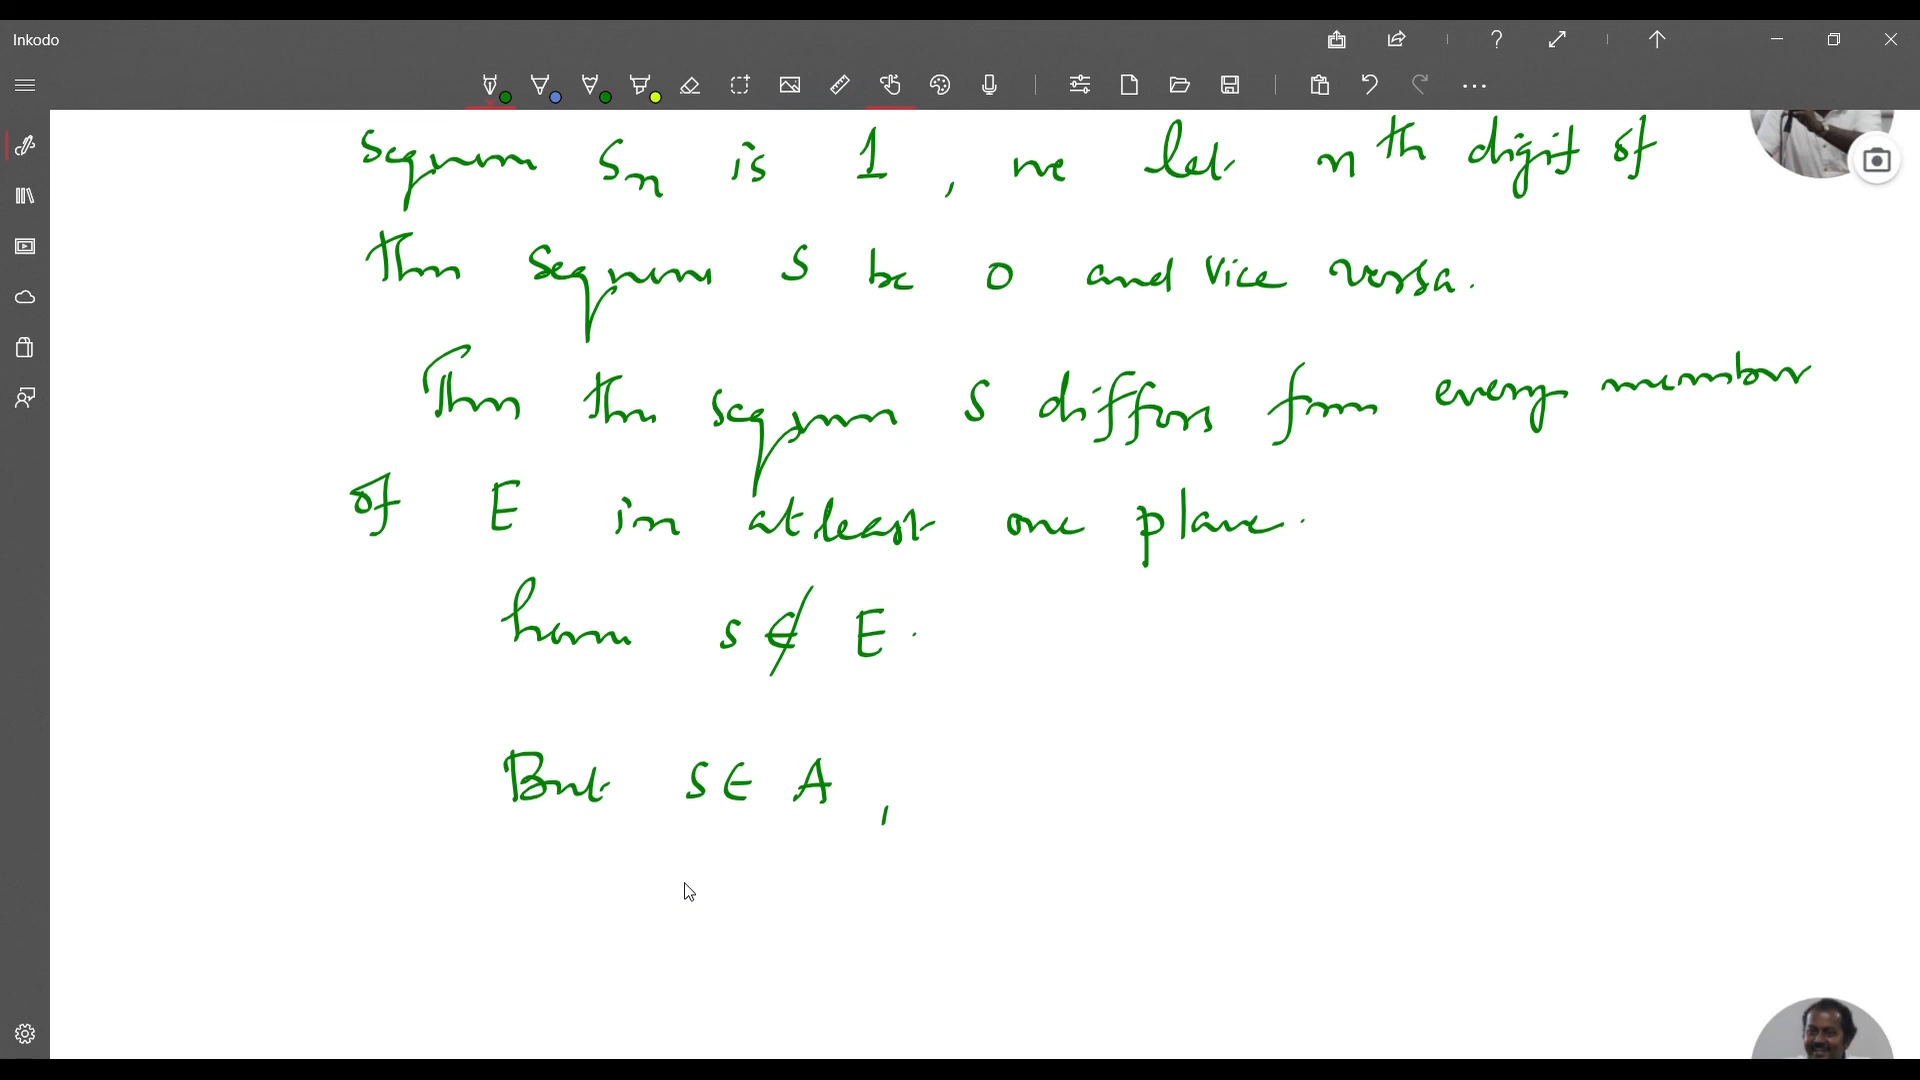 Inkodo
sequence Sn is 1, we let nth digit of
the sequence S be 0 and vice versa.
Then the sequence S differs from every member
of E in atleast one place.
hence s ∉ E.
But S ∈ A,